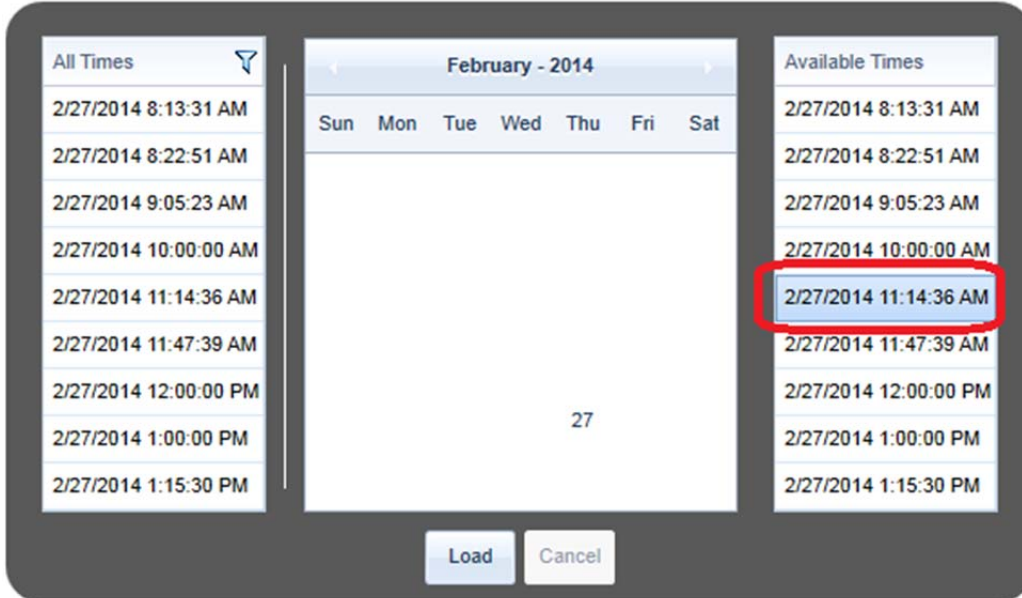 All Times
2/27/2014 8:13:31 AM
2/27/2014 8:22:51 AM
2/27/2014 9:05:23 AM
2/27/2014 10:00:00 AM
2/27/2014 11:14:36 AM
2/27/2014 11:47:39 AM
2/27/2014 12:00:00 PM
2/27/2014 1:00:00 PM
2/27/2014 1:15:30 PM
February - 2014
Sun Mon Tue Wed Thu Fri Sat
27
Available Times
2/27/2014 8:13:31 AM
2/27/2014 8:22:51 AM
2/27/2014 9:05:23 AM
2/27/2014 10:00:00 AM
2/27/2014 11:14:36 AM
2/27/2014 11:47:39 AM
2/27/2014 12:00:00 PM
2/27/2014 1:00:00 PM
2/27/2014 1:15:30 PM
Load Cancel